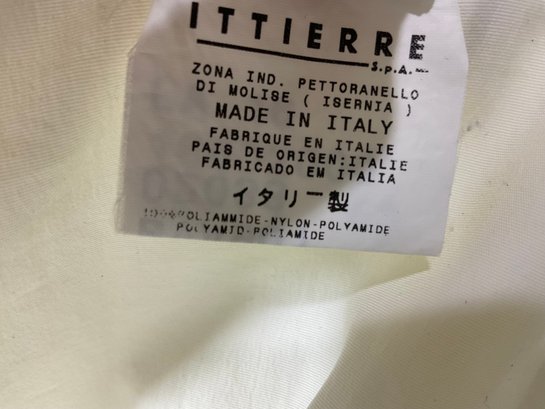 ITTIERRE
S.p.A.
ZONA IND. PETTORANELLO
DI MOLISE ( ISERNIA )
MADE IN ITALY
FABRIQUE EN ITALIE
PAIS DE ORIGEN:ITALIE
FABRICADO EM ITALIA
イタリー製
POLIAMMIDE-NYLON-POLYAMIDE
POLYAMID-POLIAMIDE